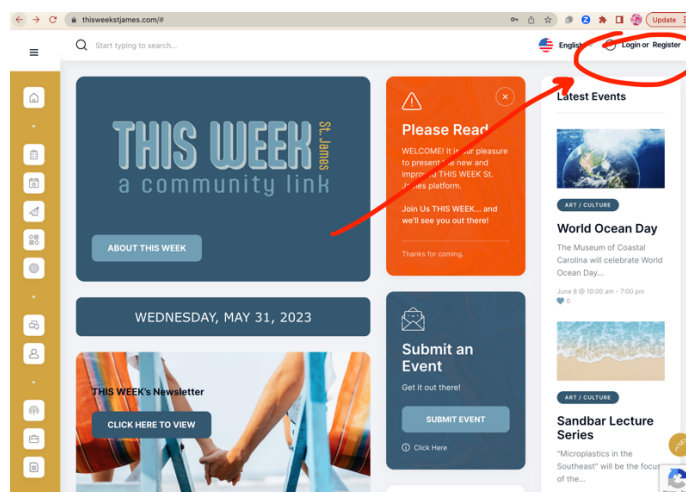 thisweekstjames.com/#
Update
Start typing to search...
English
Login or Register
THIS WEEK St. James
a community link
ABOUT THIS WEEK
WEDNESDAY, MAY 31, 2023
THIS WEEK's Newsletter
CLICK HERE TO VIEW
Please Read
WELCOME! It is our pleasure
to present the new and
improved THIS WEEK St.
James platform.
Join Us THIS WEEK... and
we'll see you out there!
Thanks for coming.
Submit an
Event
Get it out there!
SUBMIT EVENT
Click Here
Latest Events
ART / CULTURE
World Ocean Day
The Museum of Coastal
Carolina will celebrate World
Ocean Day...
June 8 @ 10:00 am - 7:00 pm
0
ART / CULTURE
Sandbar Lecture
Series
"Microplastics in the
Southeast" will be the focus
of the...